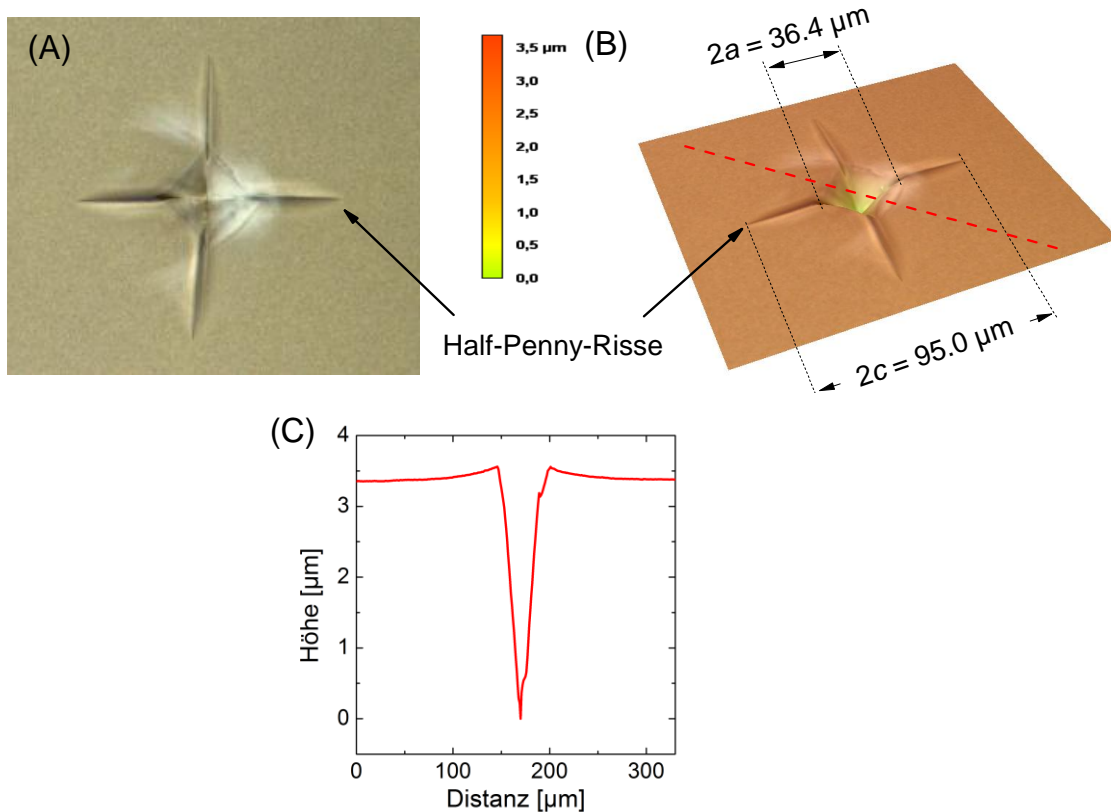 (A)
3,5 µm
3,0
2,5
2,0
1,5
1,0
0,5
0,0
(B)
2a = 36.4 µm
2c = 95.0 µm
Half-Penny-Risse
(C)
4
3
2
1
0
Höhe [µm]
0 100 200 300
Distanz [µm]